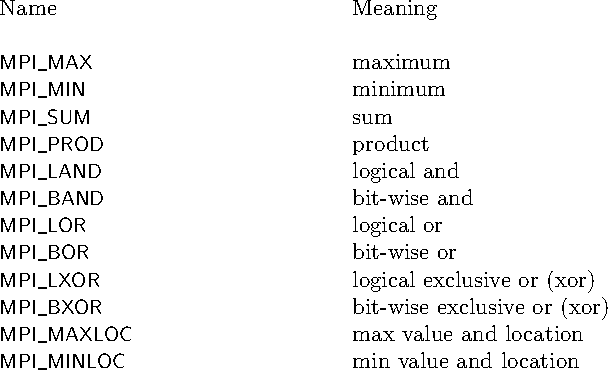 Name Meaning
MPI_MAX maximum
MPI_MIN minimum
MPI_SUM sum
MPI_PROD product
MPI_LAND logical and
MPI_BAND bit-wise and
MPI_LOR logical or
MPI_BOR bit-wise or
MPI_LXOR logical exclusive or (xor)
MPI_BXOR bit-wise exclusive or (xor)
MPI_MAXLOC max value and location
MPI_MINLOC min value and location